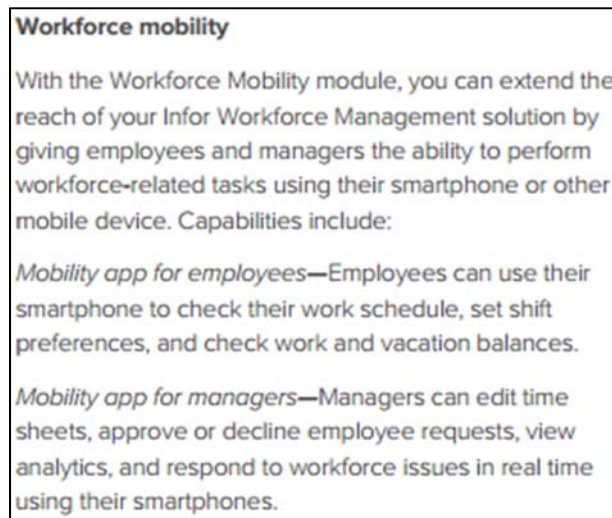 Workforce mobility
With the Workforce Mobility module, you can extend the
reach of your Infor Workforce Management solution by
giving employees and managers the ability to perform
workforce-related tasks using their smartphone or other
mobile device. Capabilities include:
Mobility app for employees—Employees can use their
smartphone to check their work schedule, set shift
preferences, and check work and vacation balances.
Mobility app for managers—Managers can edit time
sheets, approve or decline employee requests, view
analytics, and respond to workforce issues in real time
using their smartphones.